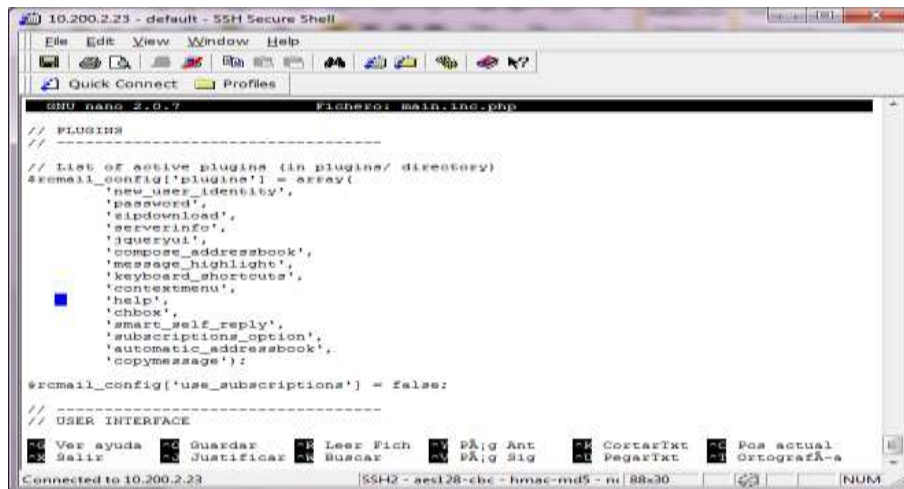 10.200.2.23 - default - SSH Secure Shell
File Edit View Window Help
Quick Connect Profiles
GNU nano 2.0.7 Fichero: main.inc.php
// PLUGINS
// ----------------------------------
// List of active plugins (in plugins/ directory)
$rcmail_config['plugins'] = array(
'new_user_identity',
'password',
'zipdownload',
'serverinfo',
'jqueryui',
'compose_addressbook',
'message_highlight',
'keyboard_shortcuts',
'contextmenu',
'help',
'chbox',
'smart_self_reply',
'subscriptions_option',
'automatic_addressbook',
'copymessage');
$rcmail_config['use_subscriptions'] = false;
// ----------------------------------
// USER INTERFACE
^G Ver ayuda ^O Guardar ^R Leer Fich ^Y PÃ¡g Ant ^K CortarTxt ^C Pos actual
^X Salir ^J Justificar ^W Buscar ^V PÃ¡g Sig ^U PegarTxt ^T OrtografÃ-a
Connected to 10.200.2.23 SSH2 - aes128-cbc - hmac-md5 - 88x30 NUM